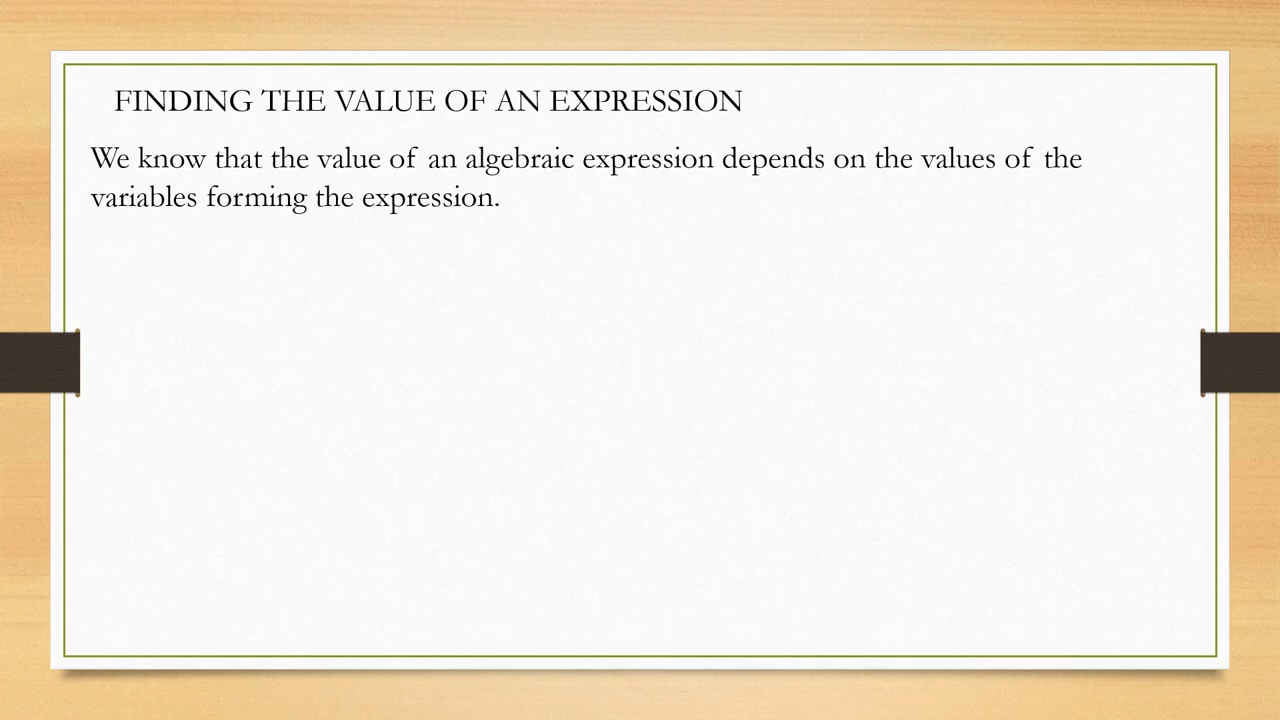 FINDING THE VALUE OF AN EXPRESSION
We know that the value of an algebraic expression depends on the values of the
variables forming the expression.